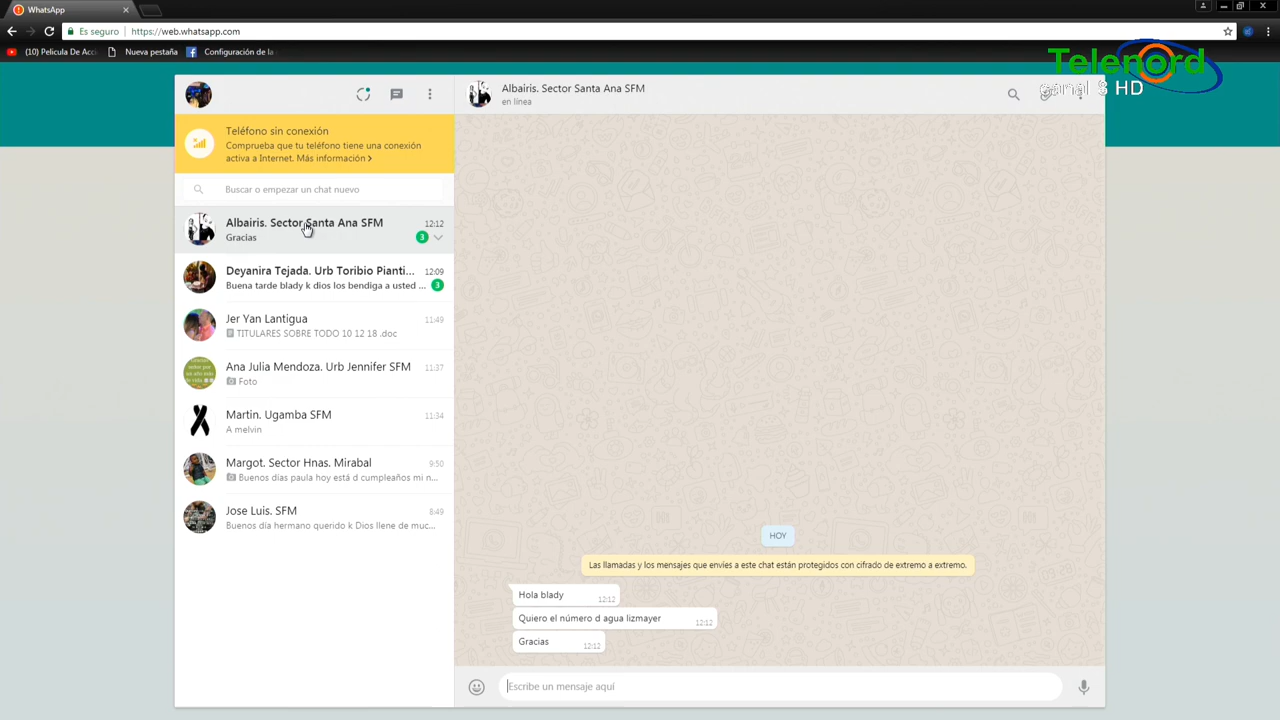 WhatsApp
Es seguro
https://web.whatsapp.com
(10) Pelicula De Acci
Nueva pestaña
Configuración de la
Telenord
canal 8 HD
Teléfono sin conexión
Comprueba que tu teléfono tiene una conexión
activa a Internet. Más información
Buscar o empezar un chat nuevo
Albairis. Sector Santa Ana SFM
12:12
Gracias
3
Deyanira Tejada. Urb Toribio Pianti...
12:09
Buena tarde blady k dios los bendiga a usted ...
3
Jer Yan Lantigua
11:49
TITULARES SOBRE TODO 10 12 18 .doc
Ana Julia Mendoza. Urb Jennifer SFM
11:37
Foto
Martin. Ugamba SFM
11:34
A melvin
Margot. Sector Hnas. Mirabal
9:50
Buenos días paula hoy está d cumpleaños mi n...
Jose Luis. SFM
8:49
Buenos día hermano querido k Dios llene de muc...
Albairis. Sector Santa Ana SFM
en línea
HOY
Las llamadas y los mensajes que envíes a este chat están protegidos con cifrado de extremo a extremo.
Hola blady
12:12
Quiero el número d agua lizmayer
12:12
Gracias
12:12
Escribe un mensaje aquí